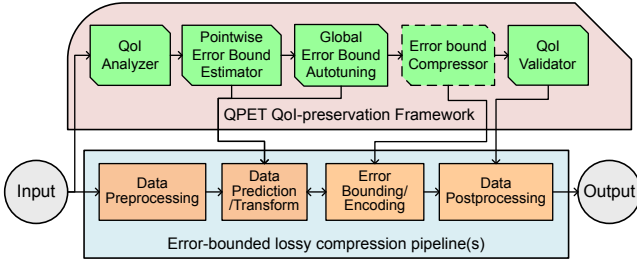 QoI
Analyzer
Pointwise
Error Bound
Estimator
Global
Error Bound
Autotuning
Error bound
Compressor
QoI
Validator
QPET QoI-preservation Framework
Input
Data
Preprocessing
Data
Prediction
/Transform
Error
Bounding/
Encoding
Data
Postprocessing
Output
Error-bounded lossy compression pipeline(s)